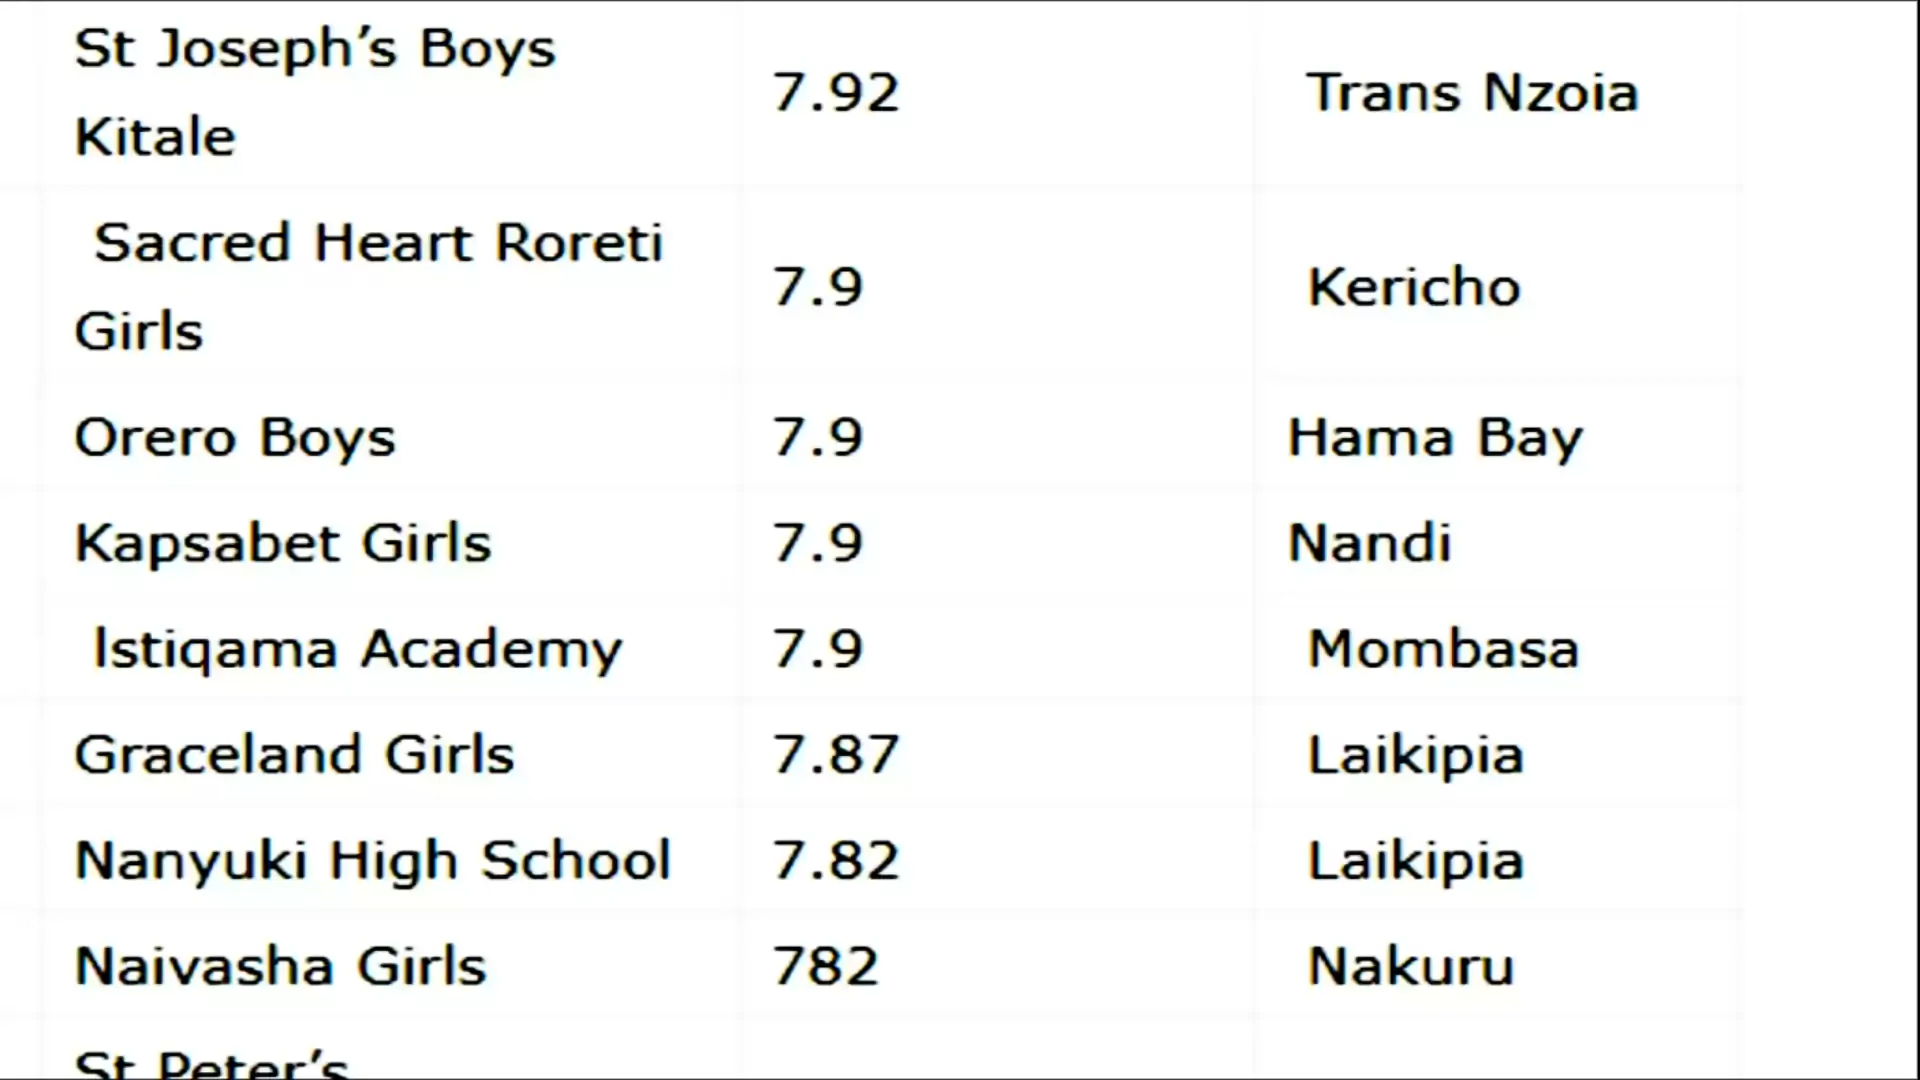 St Joseph’s Boys
Kitale
7.92
Trans Nzoia
Sacred Heart Roreti
Girls
7.9
Kericho
Orero Boys
7.9
Hama Bay
Kapsabet Girls
7.9
Nandi
lstiqama Academy
7.9
Mombasa
Graceland Girls
7.87
Laikipia
Nanyuki High School
7.82
Laikipia
Naivasha Girls
782
Nakuru
St Peter’s